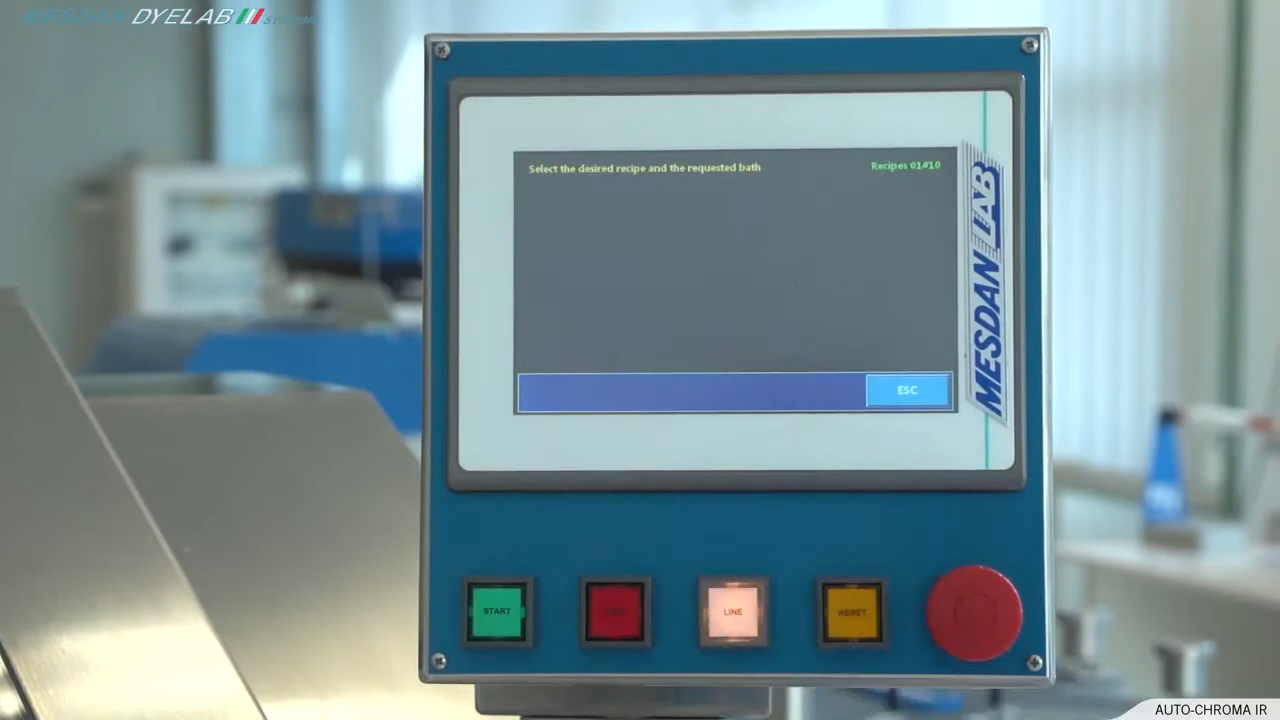 MESDAN DYELAB SYSTEMS
Select the desired recipe and the requested bath
Recipes 01#10
ESC
MESDAN LAB
START
LINE
RESET
AUTO-CHROMA IR